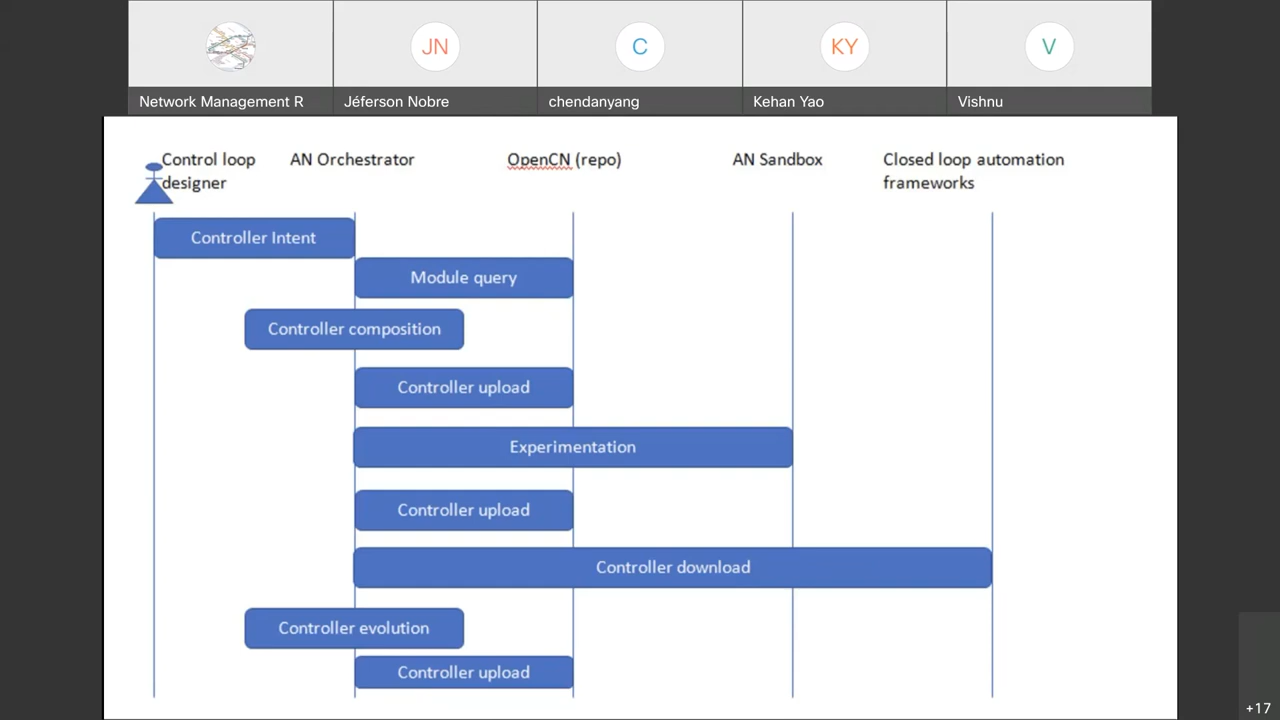 JN
C
KY
V
Network Management R
Jéferson Nobre
chendanyang
Kehan Yao
Vishnu
Control loop
designer
AN Orchestrator
OpenCN (repo)
AN Sandbox
Closed loop automation
frameworks
Controller Intent
Module query
Controller composition
Controller upload
Experimentation
Controller upload
Controller download
Controller evolution
Controller upload
+17